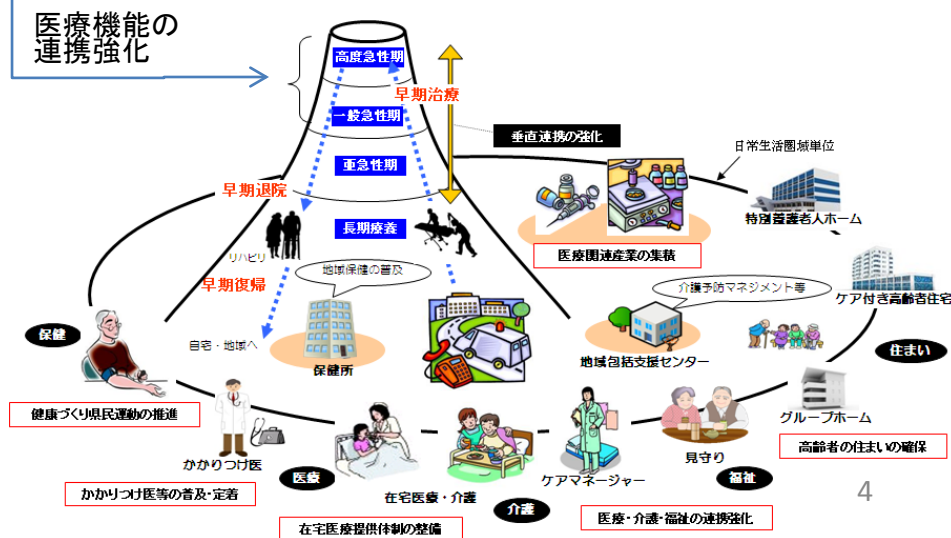 医療機能の
連携強化
高度急性期
早期治療
一般急性期
垂直連携の強化
亜急性期
日常生活圏域単位
早期退院
特別養護老人ホーム
長期療養
リハビリ
医療関連産業の集積
地域保健の普及
早期復帰
介護予防マネジメント等
ケア付き高齢者住宅
保健
自宅・地域へ
保健所
地域包括支援センター
住まい
健康づくり県民運動の推進
グループホーム
高齢者の住まいの確保
かかりつけ医
見守り
医療
福祉
ケアマネージャー
かかりつけ医等の普及・定着
在宅医療・介護
介護
4
医療・介護・福祉の連携強化
在宅医療提供体制の整備